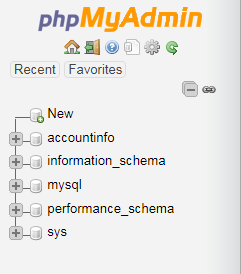 phpMyAdmin
Recent Favorites
New
accountinfo
information_schema
mysql
performance_schema
sys